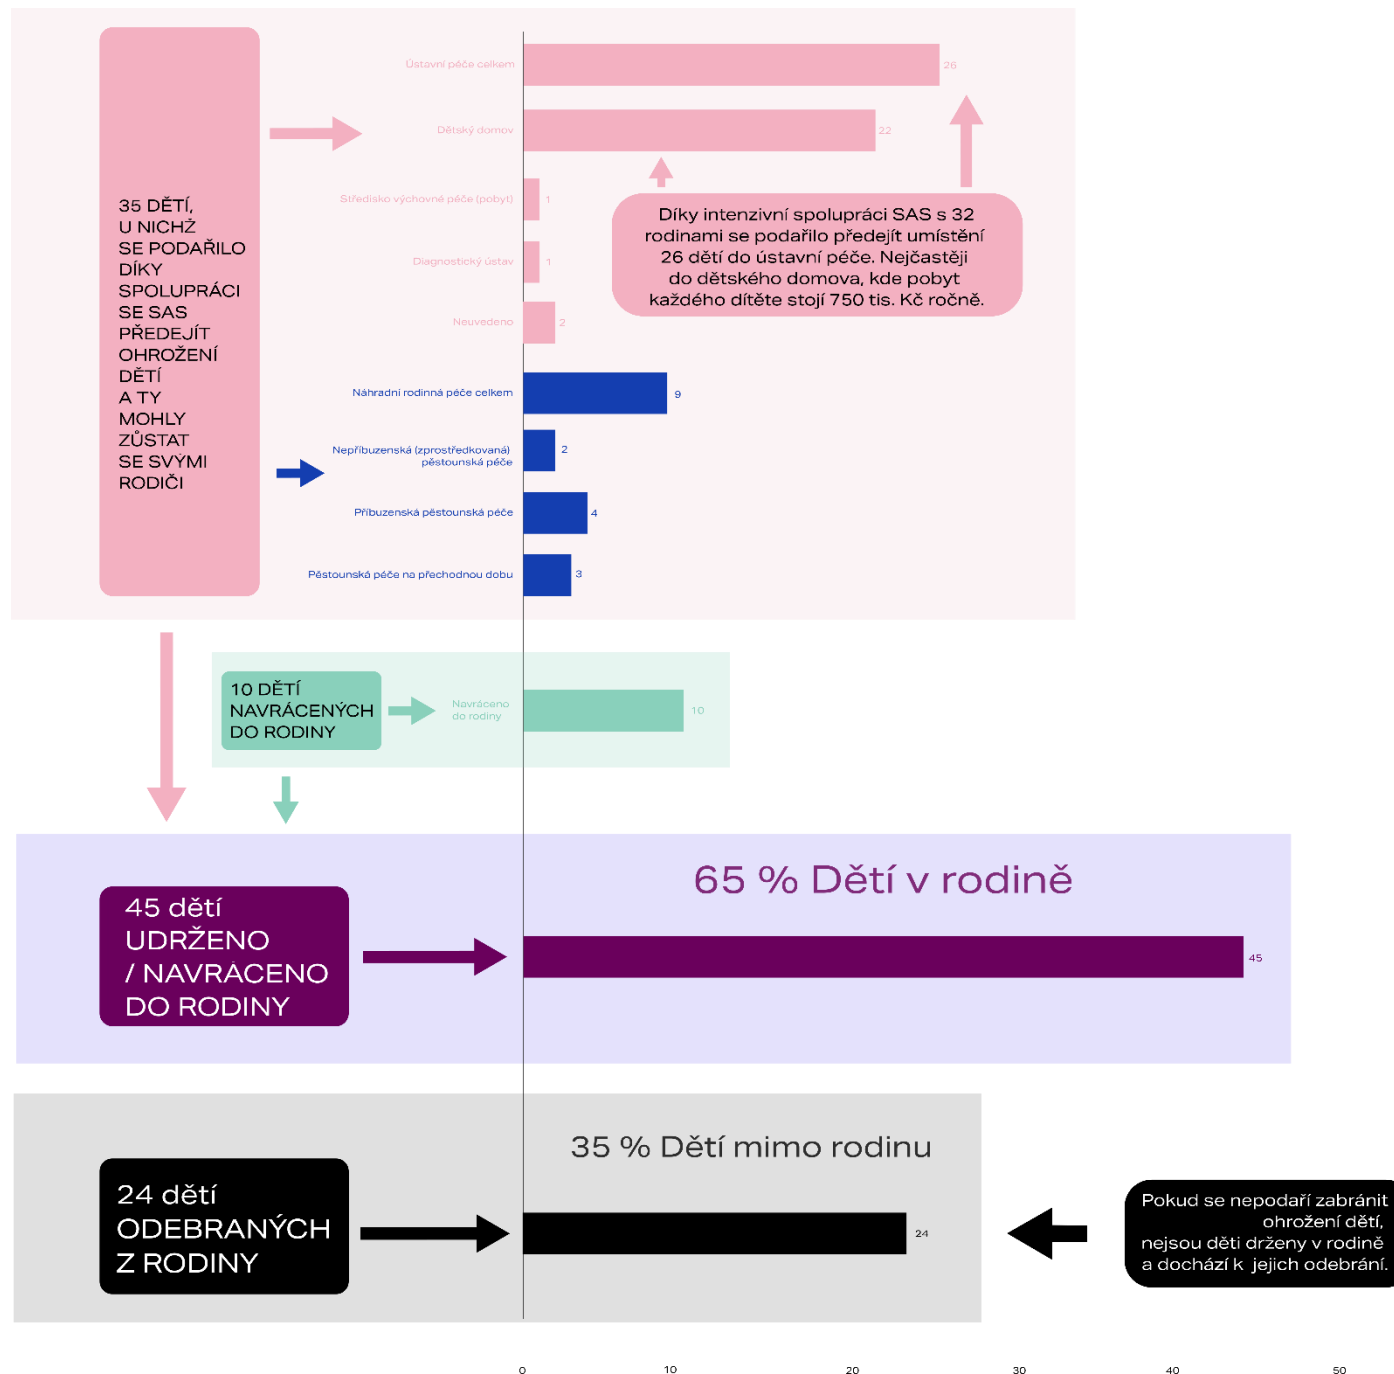 35 DĚTÍ,
U NICHŽ
SE PODAŘILO
DÍKY
SPOLUPRÁCI
SE SAS
PŘEDEJÍT
OHROŽENÍ
DĚTÍ
A TY
MOHLY
ZŮSTAT
SE SVÝMI
RODIČI
Ústavní péče celkem
26
Dětský domov
22
Středisko výchovné péče (pobyt)
1
Diagnostický ústav
1
Neuvedeno
2
Díky intenzivní spolupráci SAS s 32
rodinami se podařilo předejít umístění
26 dětí do ústavní péče. Nejčastěji
do dětského domova, kde pobyt
každého dítěte stojí 750 tis. Kč ročně.
Náhradní rodinná péče celkem
9
Nepříbuzenská (zprostředkovaná)
pěstounská péče
2
Příbuzenská pěstounská péče
4
Pěstounská péče na přechodnou dobu
3
10 DĚTÍ
NAVRÁCENÝCH
DO RODINY
Navráceno
do rodiny
10
65 % Dětí v rodině
45 dětí
UDRŽENO
/ NAVRÁCENO
DO RODINY
45
35 % Dětí mimo rodinu
24 dětí
ODEBRANÝCH
Z RODINY
24
Pokud se nepodaří zabránit
ohrožení dětí,
nejsou děti drženy v rodině
a dochází k jejich odebrání.
0 10 20 30 40 50